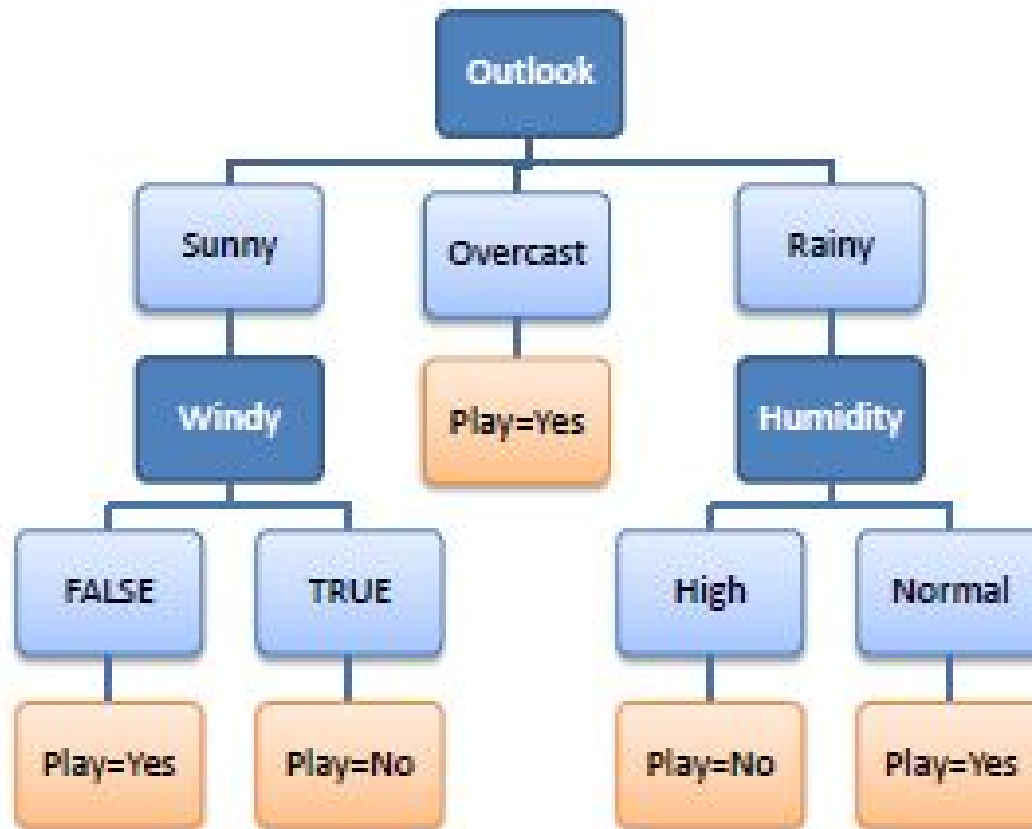 Outlook
Sunny
Overcast
Rainy
Windy
Play=Yes
Humidity
FALSE
TRUE
High
Normal
Play=Yes
Play=No
Play=No
Play=Yes